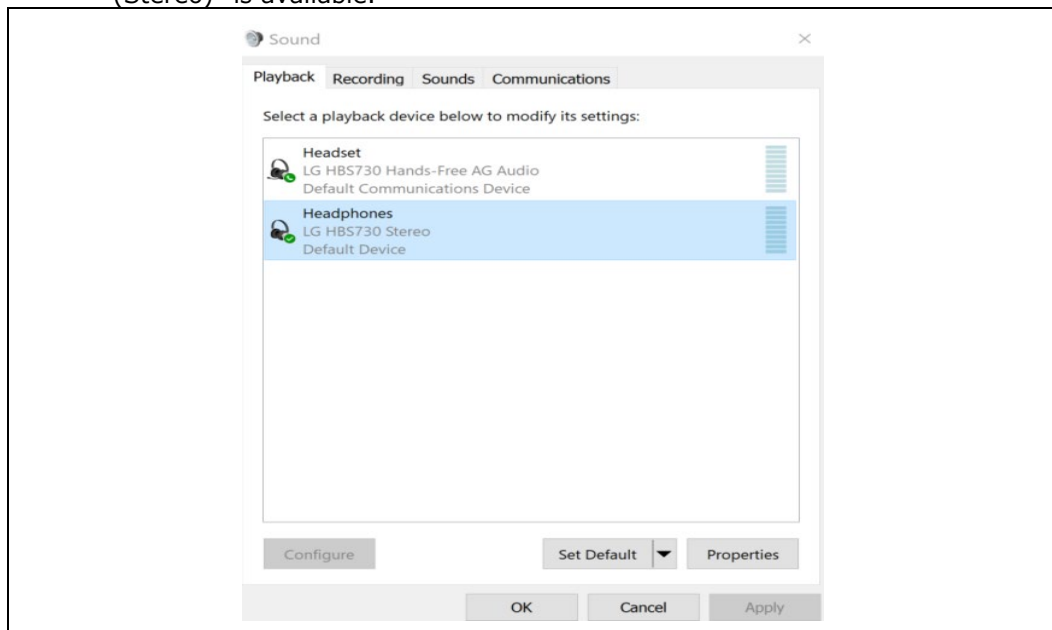 (Stereo)" is available.
Sound
Playback Recording Sounds Communications
Select a playback device below to modify its settings:
Headset
LG HBS730 Hands-Free AG Audio
Default Communications Device
Headphones
LG HBS730 Stereo
Default Device
Configure Set Default Properties
OK Cancel Apply